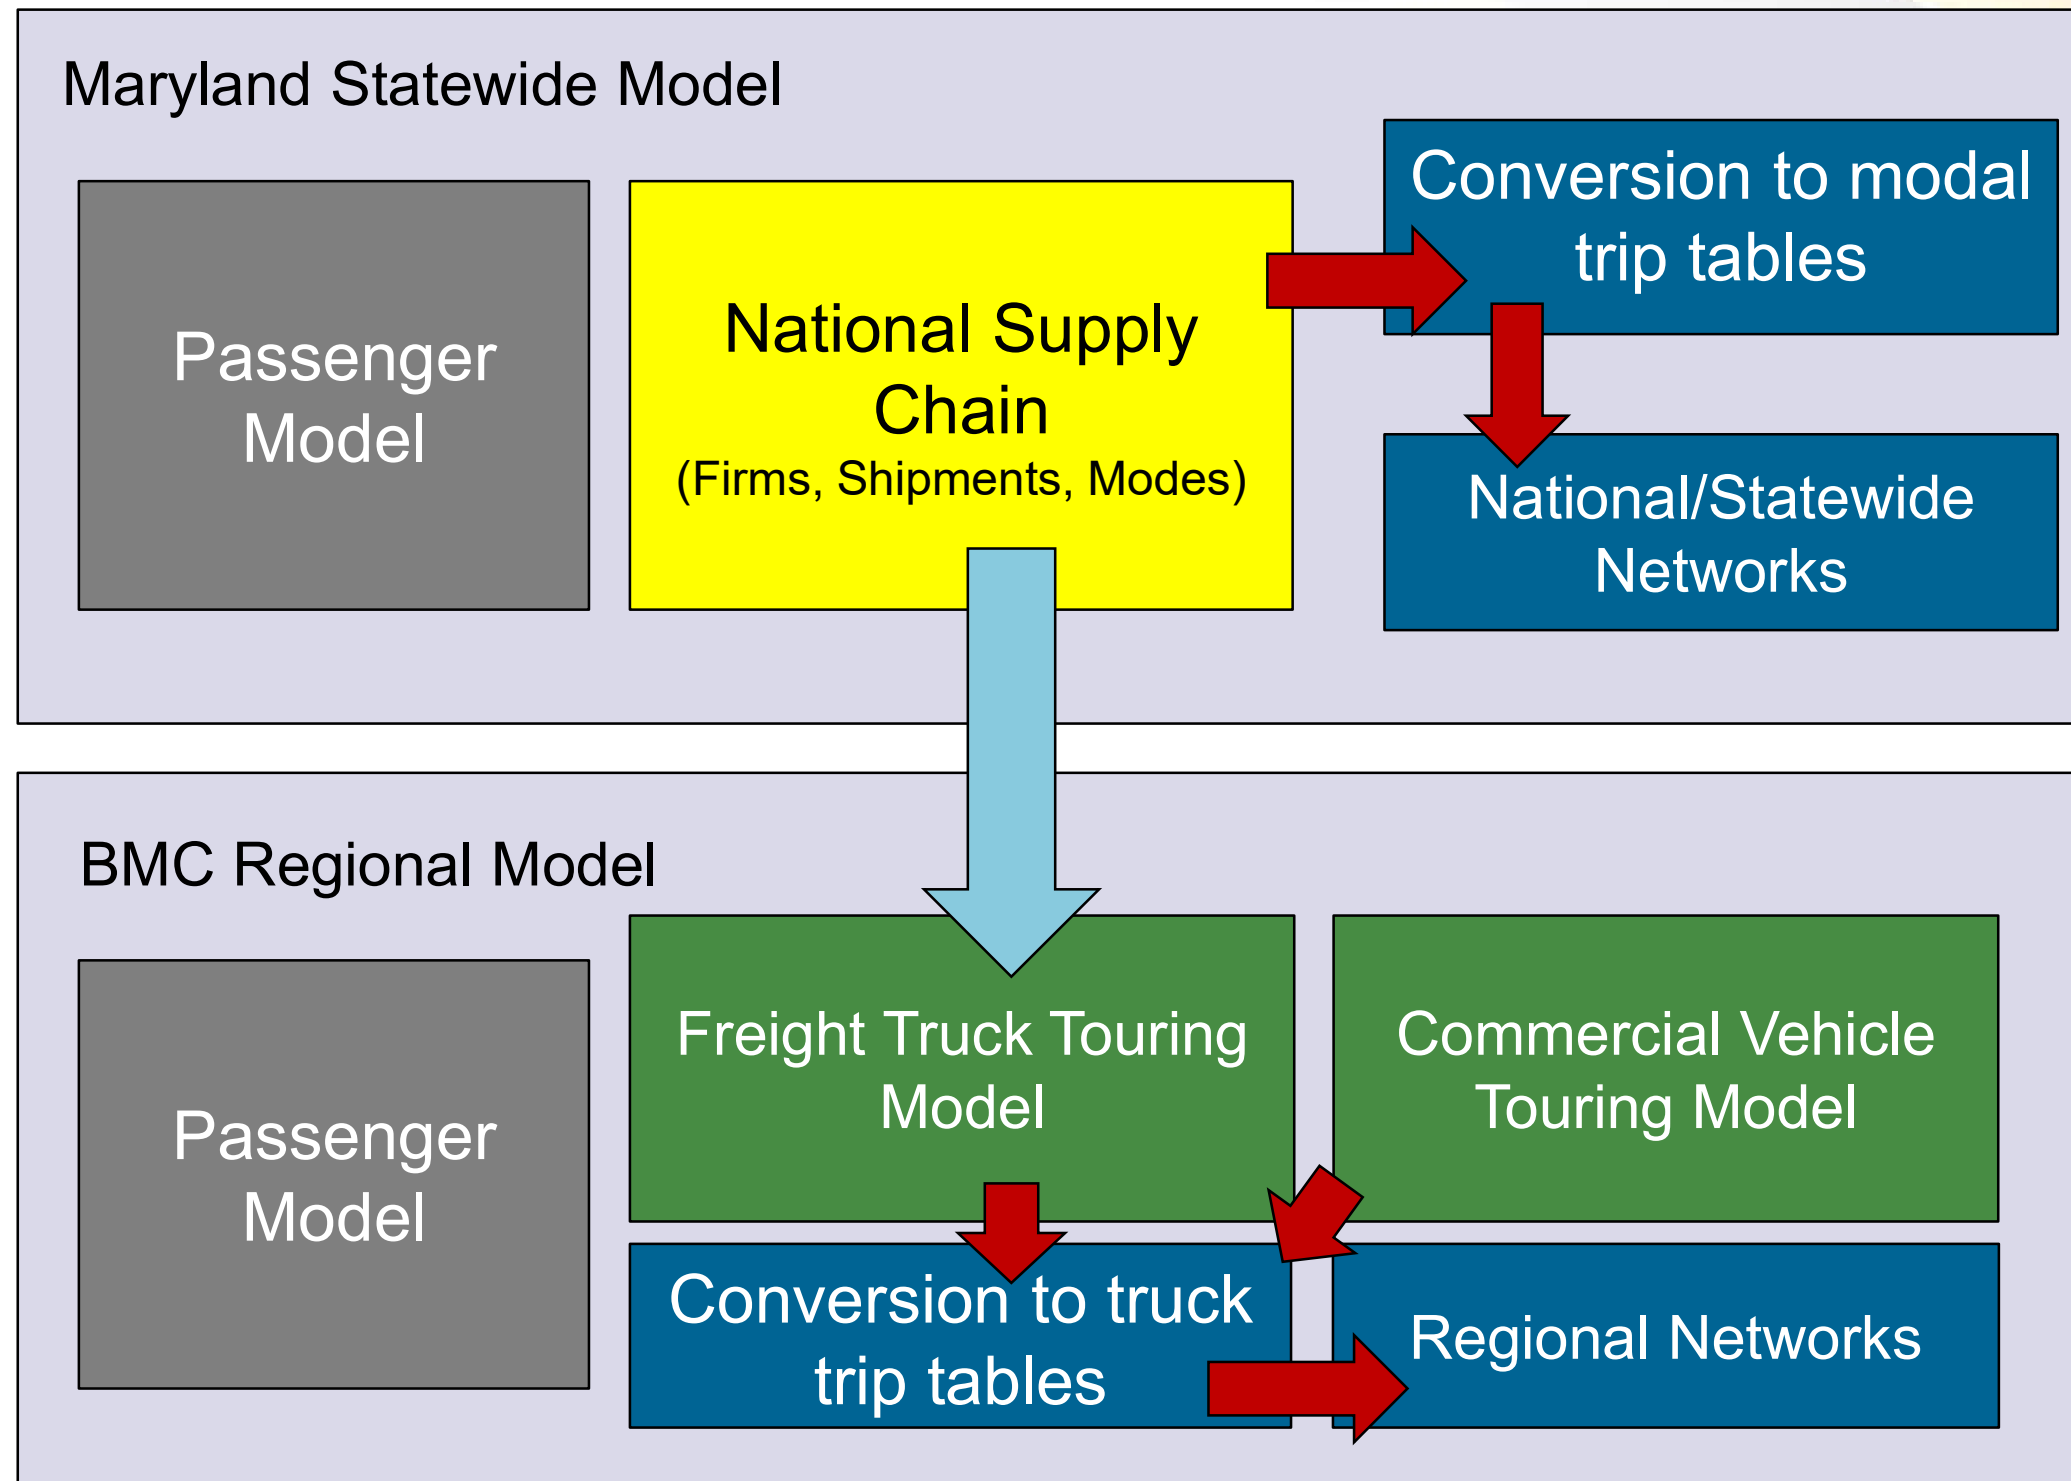 Maryland Statewide Model
Passenger
Model
National Supply
Chain
(Firms, Shipments, Modes)
Conversion to modal
trip tables
National/Statewide
Networks
BMC Regional Model
Passenger
Model
Freight Truck Touring
Model
Commercial Vehicle
Touring Model
Conversion to truck
trip tables
Regional Networks